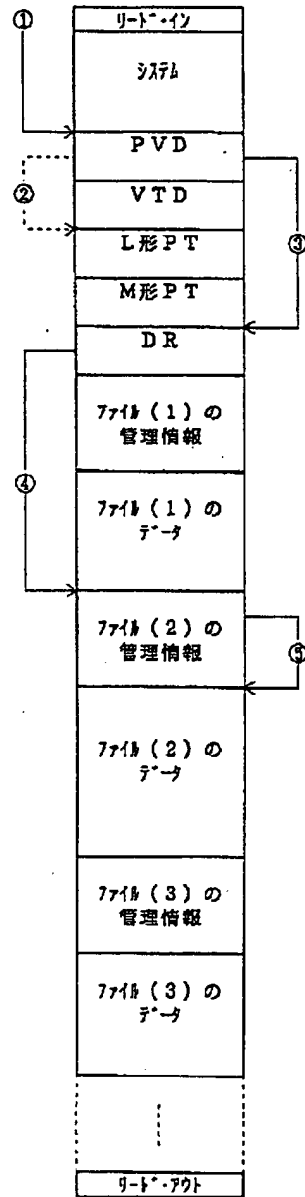 リード・イン
①
システム
PVD
②
VTD
L形PT
③
M形PT
DR
ファイル(1)の
管理情報
④
ファイル(1)の
データ
ファイル(2)の
管理情報
⑤
ファイル(2)の
データ
ファイル(3)の
管理情報
ファイル(3)の
データ
リード・アウト